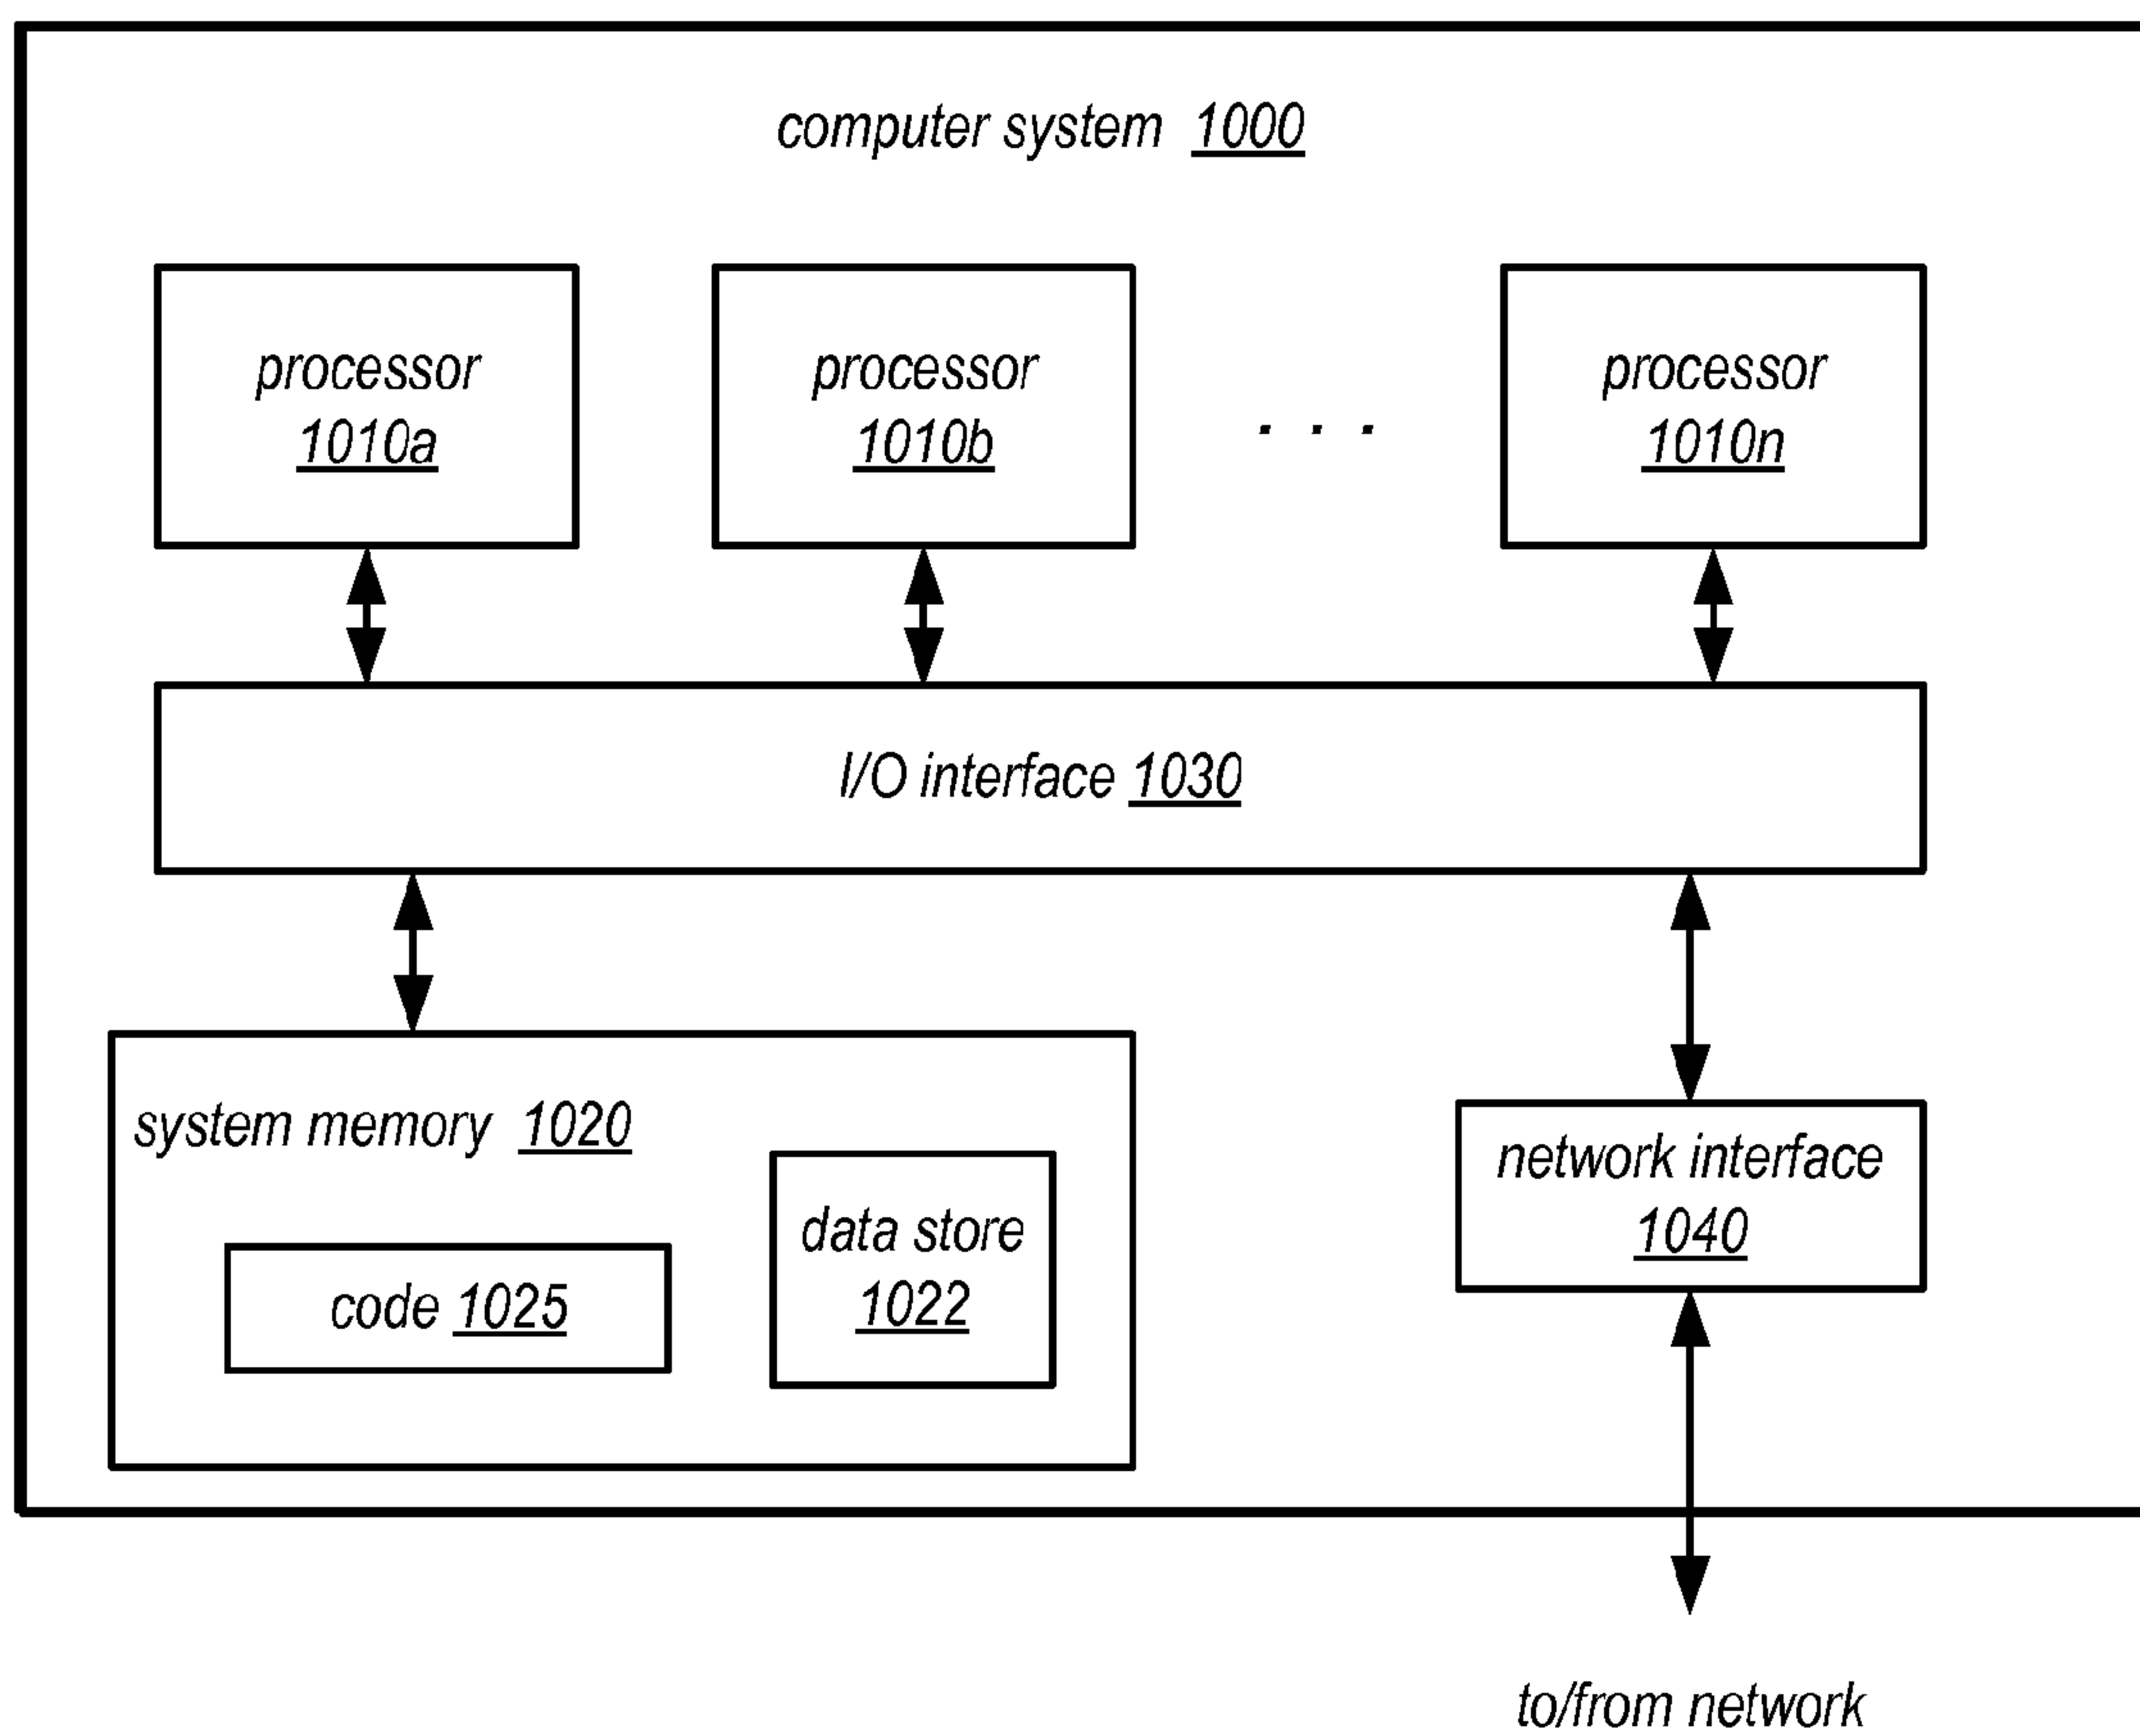 computer system 1000
processor
1010a
processor
1010b
. . .
processor
1010n
I/O interface 1030
system memory 1020
code 1025
data store
1022
network interface
1040
to/from network